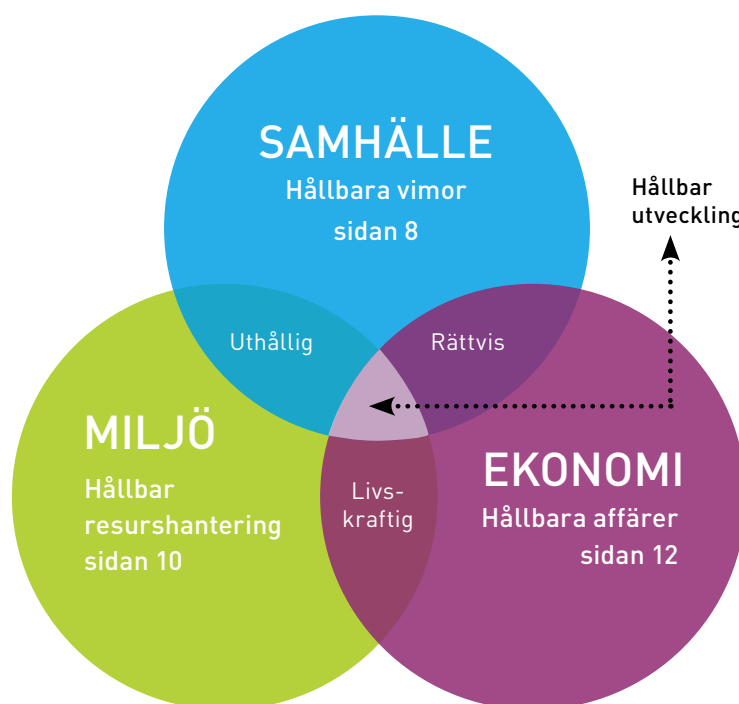 SAMHÄLLE
Hållbara vimor
sidan 8
Hållbar
utveckling
Uthållig
Rättvis
MILJÖ
Hållbar
resurshantering
sidan 10
Livs-
kraftig
EKONOMI
Hållbara affärer
sidan 12